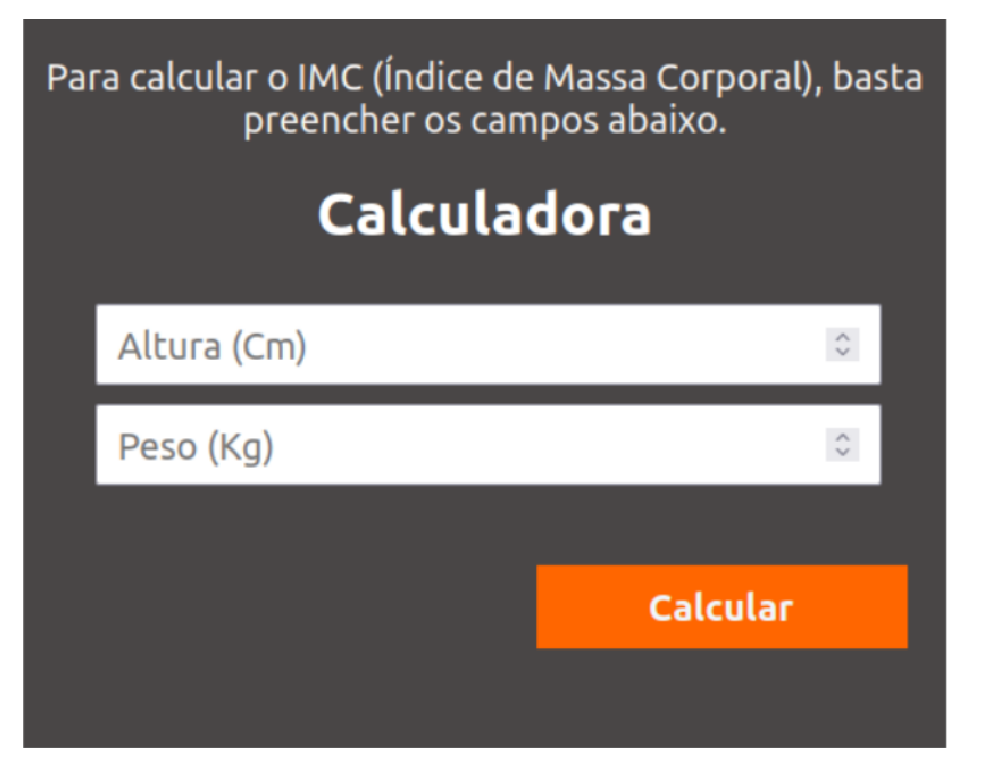 Para calcular o IMC (Índice de Massa Corporal), basta
preencher os campos abaixo.
Calculadora
Altura (Cm)
Peso (Kg)
Calcular